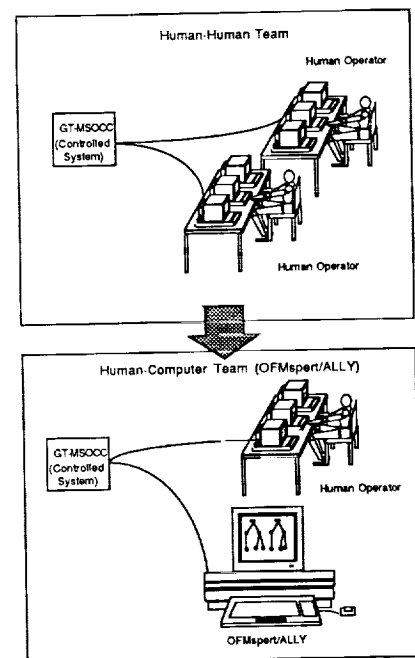 Human-Human Team
Human Operator
GT-MSOCC
(Controlled
System)
Human Operator
Human-Computer Team (OFMspert/ALLY)
GT-MSOCC
(Controlled
System)
Human Operator
OFMspert/ALLY